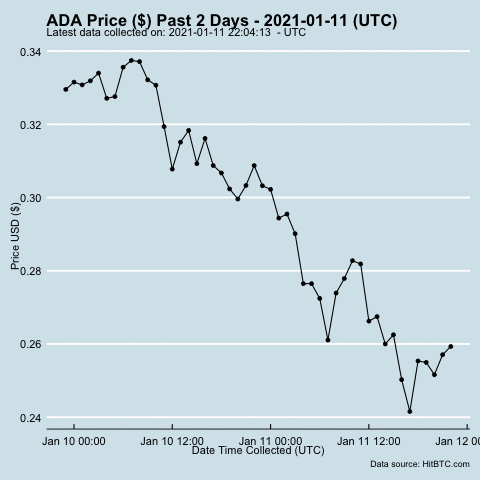 ADA Price ($) Past 2 Days - 2021-01-11 (UTC)
Latest data collected on: 2021-01-11 22:04:13  - UTC
0.34
0.32
0.30
0.28
0.26
0.24
Price USD ($)
Jan 10 00:00
Jan 10 12:00
Jan 11 00:00
Jan 11 12:00
Jan 12 0
Date Time Collected (UTC)
Data source: HitBTC.com